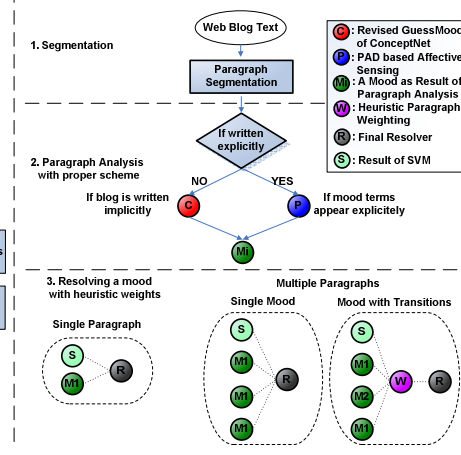 Web Blog Text
1. Segmentation
Paragraph
Segmentation
C : Revised GuessMood
of ConceptNet
P : PAD based Affective
Sensing
Mi : A Mood as Result of
Paragraph Analysis
W : Heuristic Paragraph
Weighting
R : Final Resolver
S : Result of SVM
If written
explicitly
2. Paragraph Analysis
with proper scheme
NO
YES
If blog is written
implicitly
C
P
If mood terms
appear explicitely
Mi
3. Resolving a mood
with heuristic weights
Multiple Paragraphs
Single Paragraph
Single Mood
Mood with Transitions
S
M1
R
S
M1
M1
M1
R
S
M1
M2
M1
W
R